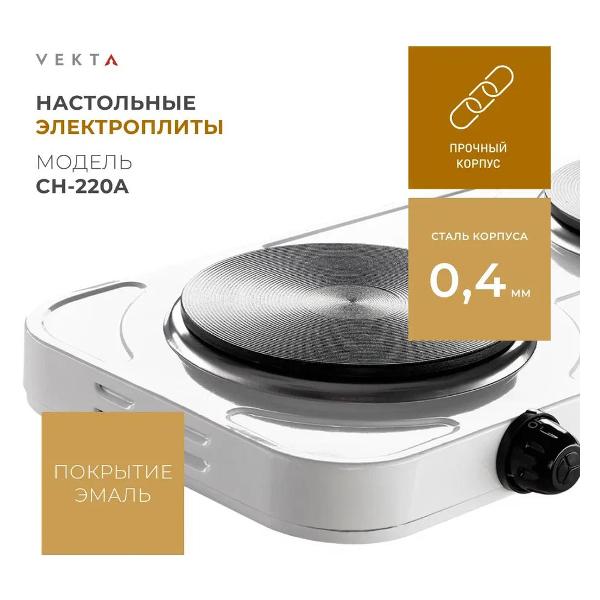 VEKTA
НАСТОЛЬНЫЕ
ЭЛЕКТРОПЛИТЫ
МОДЕЛЬ
CH-220A
ПРОЧНЫЙ
КОРПУС
СТАЛЬ КОРПУСА
0,4 мм
ПОКРЫТИЕ
ЭМАЛЬ